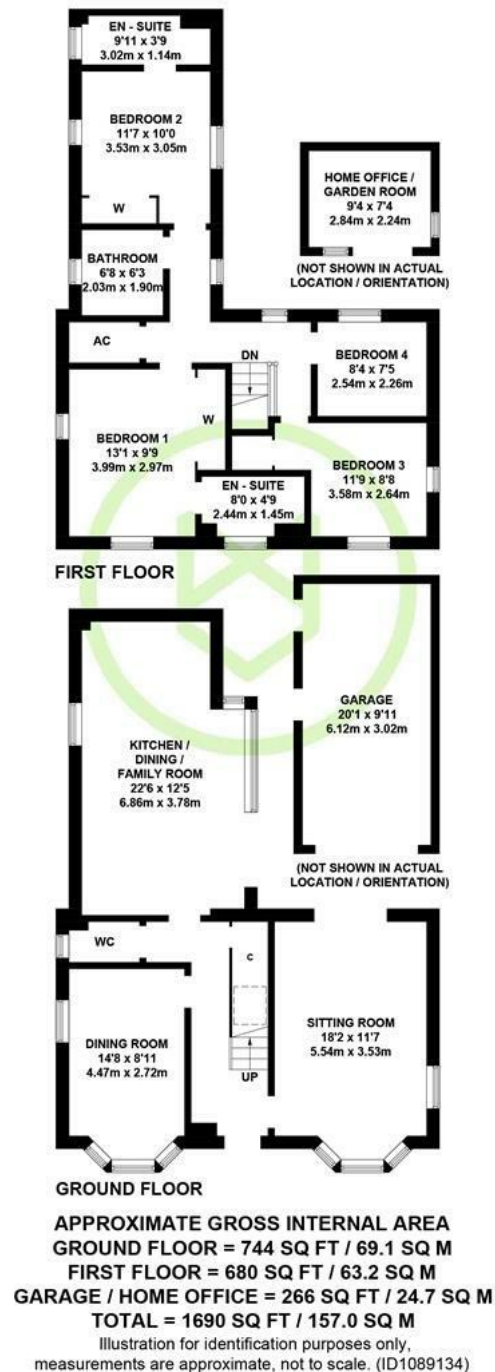 EN - SUITE
9'11 x 3'9
3.02m x 1.14m
BEDROOM 2
11'7 x 10'0
3.53m x 3.05m
W
HOME OFFICE /
GARDEN ROOM
9'4 x 7'4
2.84m x 2.24m
(NOT SHOWN IN ACTUAL
LOCATION / ORIENTATION)
BATHROOM
6'8 x 6'3
2.03m x 1.90m
AC
DN
BEDROOM 4
8'4 x 7'5
2.54m x 2.26m
BEDROOM 1
13'1 x 9'9
3.99m x 2.97m
W
EN - SUITE
8'0 x 4'9
2.44m x 1.45m
BEDROOM 3
11'9 x 8'8
3.58m x 2.64m
FIRST FLOOR
KITCHEN /
DINING /
FAMILY ROOM
22'6 x 12'5
6.86m x 3.78m
GARAGE
20'1 x 9'11
6.12m x 3.02m
(NOT SHOWN IN ACTUAL
LOCATION / ORIENTATION)
WC
C
DINING ROOM
14'8 x 8'11
4.47m x 2.72m
UP
SITTING ROOM
18'2 x 11'7
5.54m x 3.53m
GROUND FLOOR
APPROXIMATE GROSS INTERNAL AREA
GROUND FLOOR = 744 SQ FT / 69.1 SQ M
FIRST FLOOR = 680 SQ FT / 63.2 SQ M
GARAGE / HOME OFFICE = 266 SQ FT / 24.7 SQ M
TOTAL = 1690 SQ FT / 157.0 SQ M
Illustration for identification purposes only,
measurements are approximate, not to scale. (ID1089134)